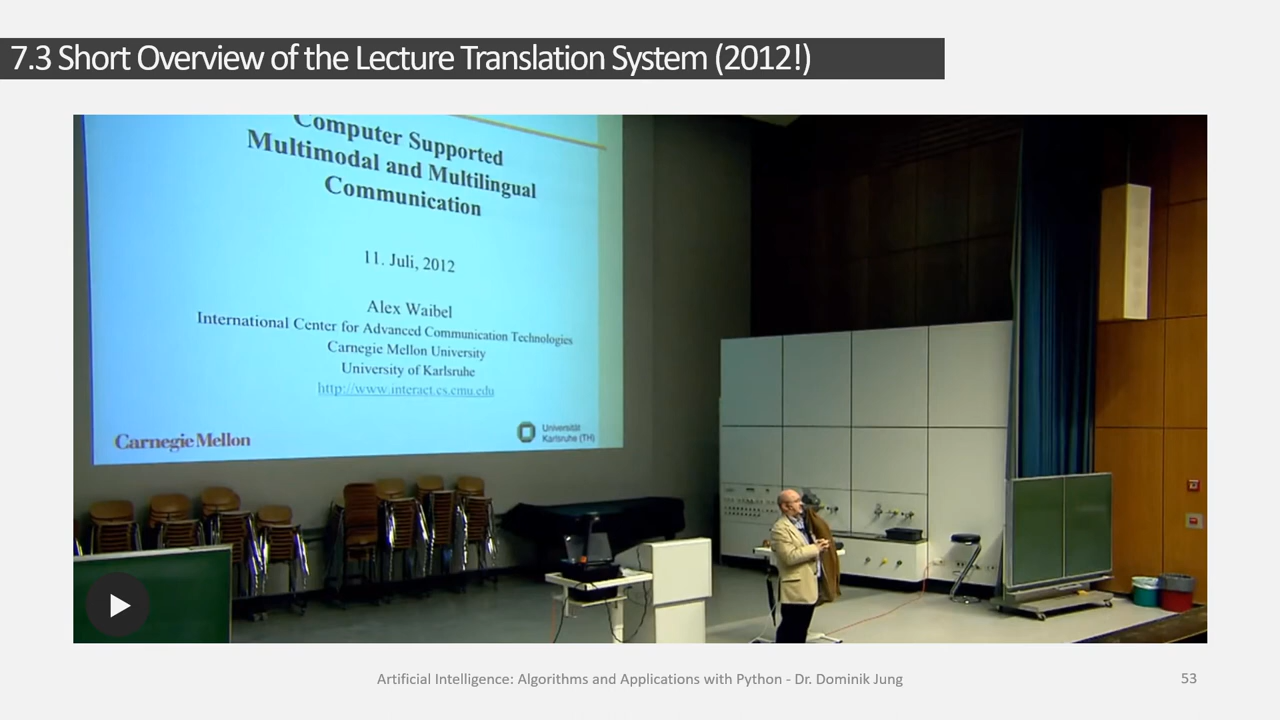 7.3 Short Overview of the Lecture Translation System (2012!)
Computer Supported
Multimodal and Multilingual
Communication
11. Juli, 2012
Alex Waibel
International Center for Advanced Communication Technologies
Carnegie Mellon University
University of Karlsruhe
http://www.interact.cs.cmu.edu
Carnegie Mellon
Universität
Karlsruhe (TH)
Artificial Intelligence: Algorithms and Applications with Python - Dr. Dominik Jung
53